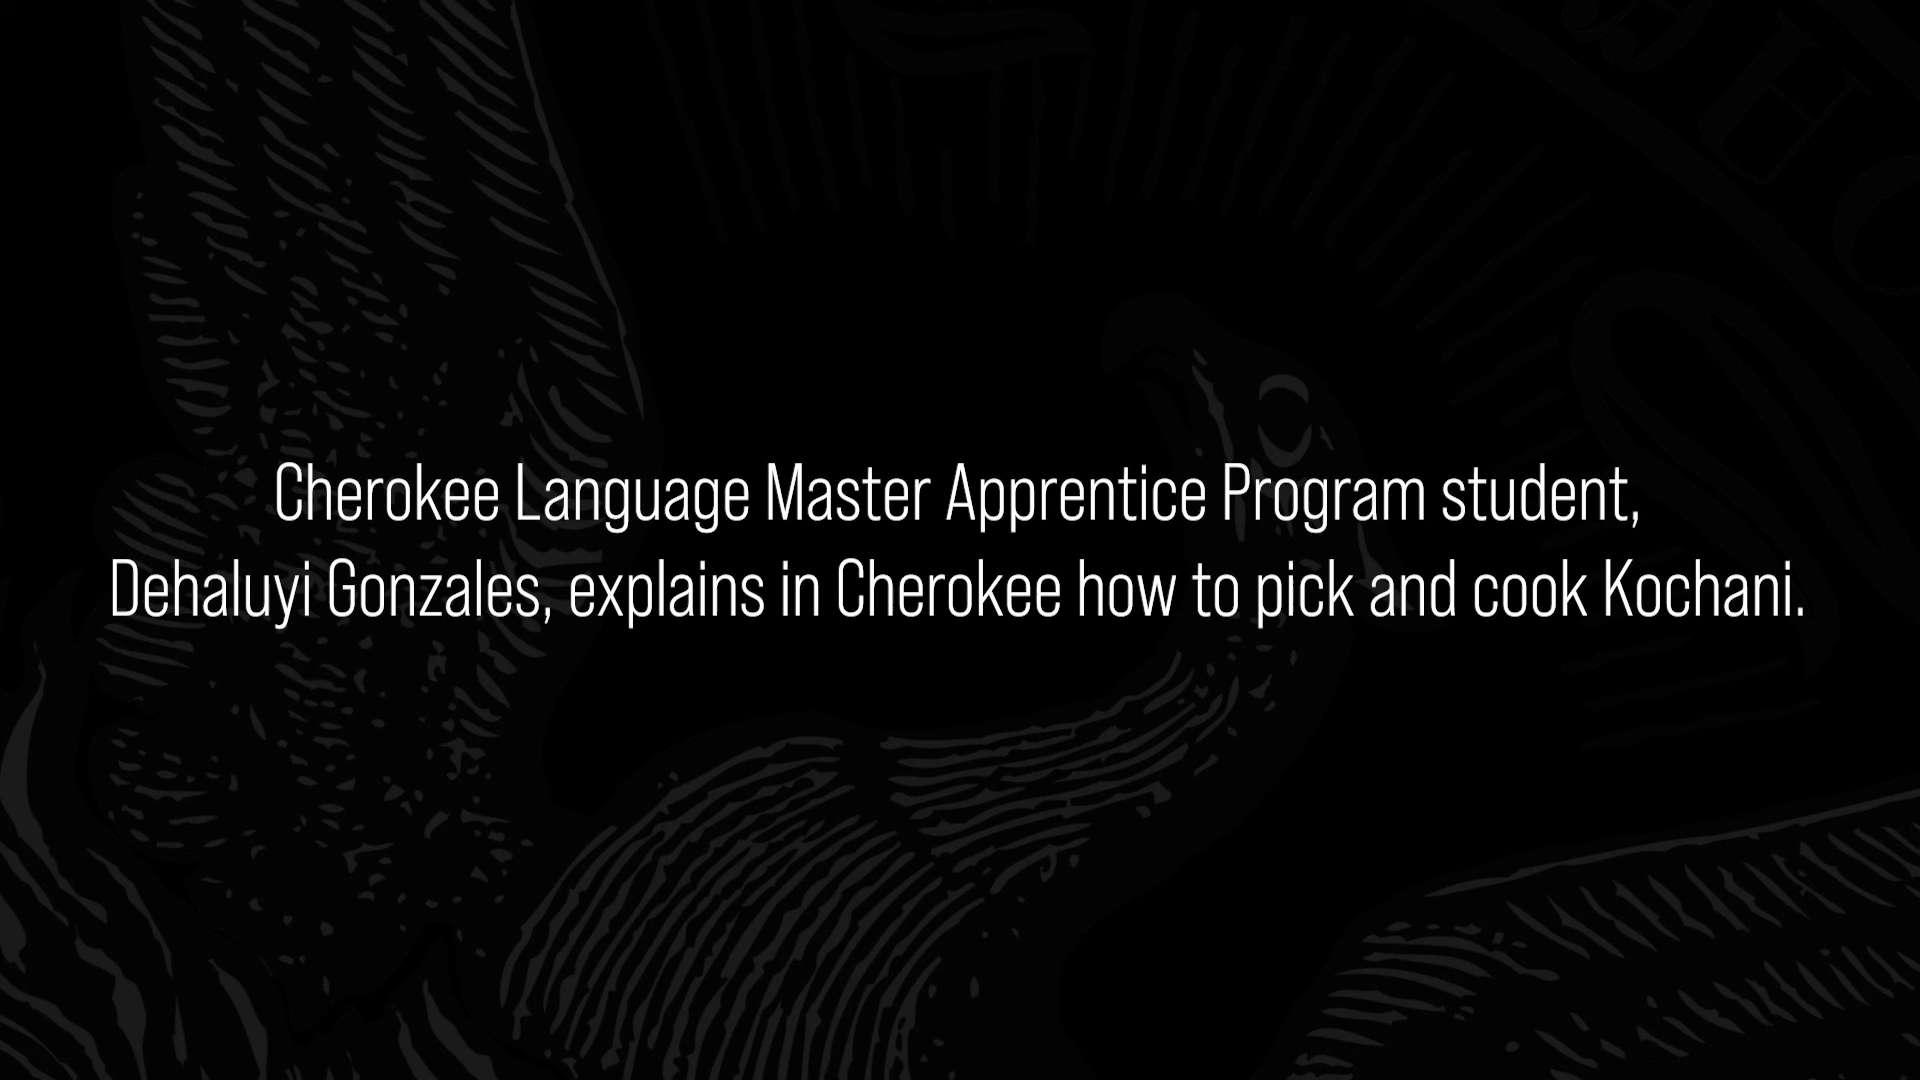 Cherokee Language Master Apprentice Program student,
Dehaluyi Gonzales, explains in Cherokee how to pick and cook Kochani.